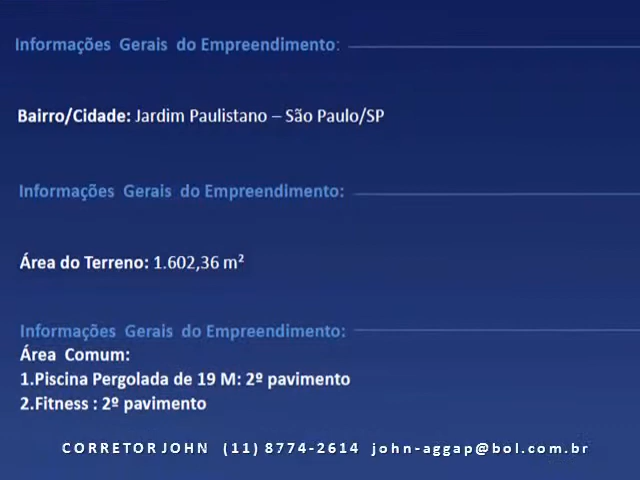 Informações Gerais do Empreendimento:
Bairro/Cidade: Jardim Paulistano – São Paulo/SP
Informações Gerais do Empreendimento:
Área do Terreno: 1.602,36 m²
Informações Gerais do Empreendimento:
Área Comum:
1.Piscina Pergolada de 19 M: 2º pavimento
2.Fitness : 2º pavimento
CORRETOR JOHN (11) 8774-2614 john-aggap@bol.com.br